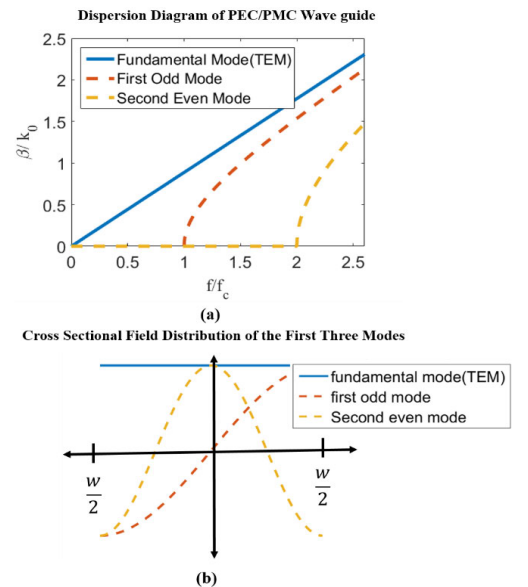 Dispersion Diagram of PEC/PMC Wave guide
2.5
2
1.5
1
0.5
0
β/ k0
Fundamental Mode(TEM)
First Odd Mode
Second Even Mode
0 0.5 1 1.5 2 2.5
f/fc
(a)
Cross Sectional Field Distribution of the First Three Modes
fundamental mode(TEM)
first odd mode
Second even mode
w/2 w/2
(b)